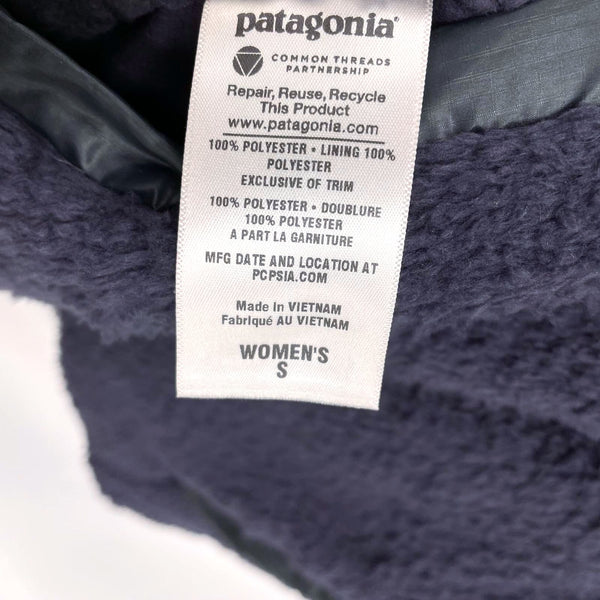 patagonia®
COMMON THREADS
PARTNERSHIP
Repair, Reuse, Recycle
This Product
www.patagonia.com
100% POLYESTER • LINING 100%
POLYESTER
EXCLUSIVE OF TRIM
100% POLYESTER • DOUBLURE
100% POLYESTER
A PART LA GARNITURE
MFG DATE AND LOCATION AT
PCPSIA.COM
Made in VIETNAM
Fabriqué AU VIETNAM
WOMEN'S
S